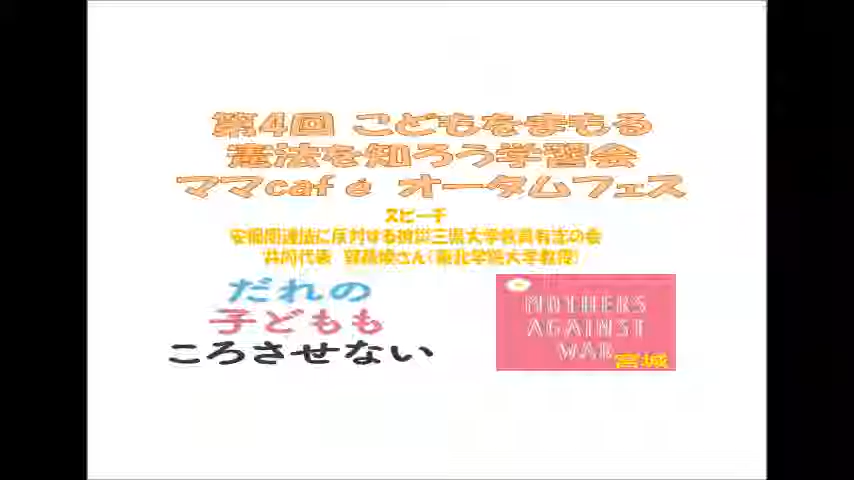 第4回 こどもをまもる
憲法を知ろう学習会
ママcafé オータムフェス
スピーチ
安保関連法に反対する被災三県大学教員有志の会
共同代表 さん(東北学院大学教授)
だれの
子どもも
ころさせない
MOTHERS
AGAINST
WAR
宮城